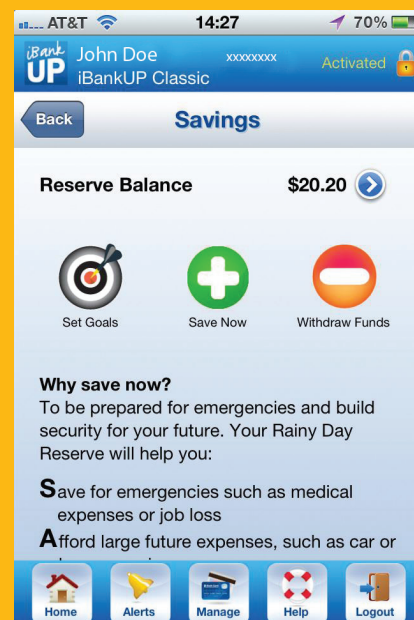 AT&T 14:27 70%
iBank UP
John Doe xxxxxxxx Activated
iBankUP Classic
Back Savings
Reserve Balance $20.20
Set Goals Save Now Withdraw Funds
Why save now?
To be prepared for emergencies and build
security for your future. Your Rainy Day
Reserve will help you:
Save for emergencies such as medical
expenses or job loss
Afford large future expenses, such as car or
Home Alerts Manage Help Logout